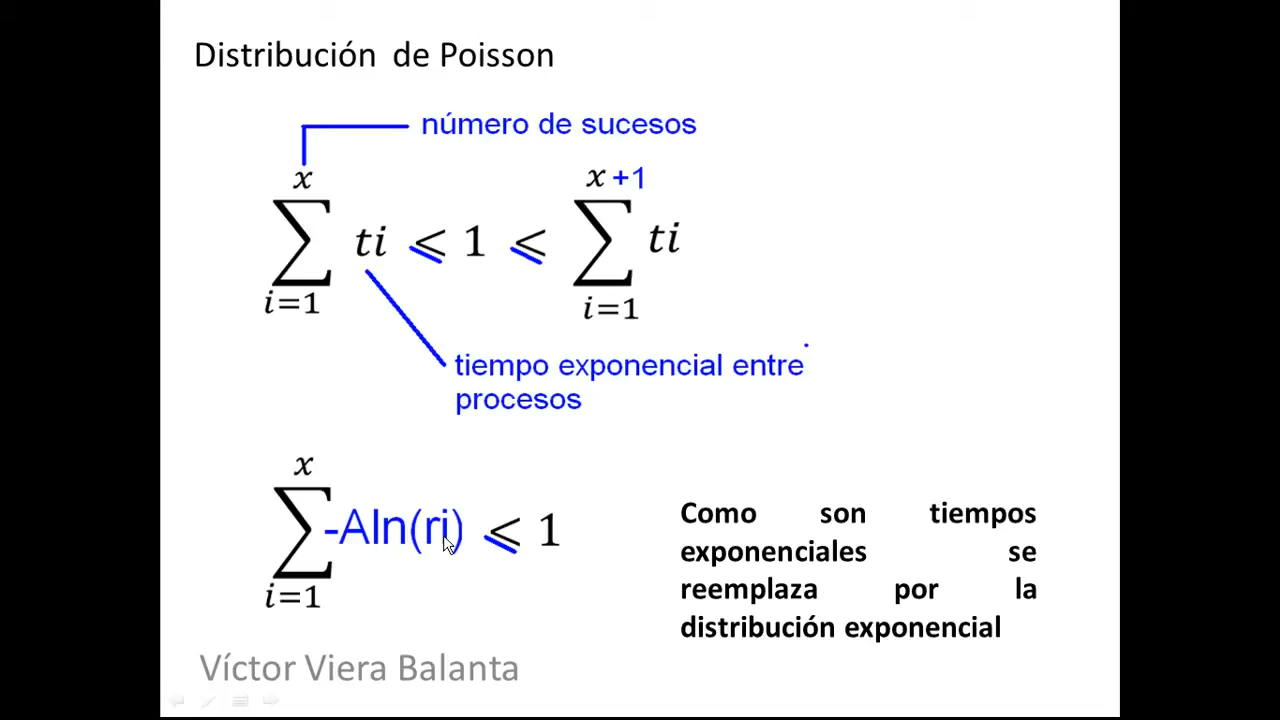 Distribución de Poisson
número de sucesos
x x +1
∑ ti ⩽ 1 ⩽ ∑ ti
i=1 i=1
tiempo exponencial entre
procesos
x
∑ -Aln(ri) ⩽ 1
i=1
Como son tiempos
exponenciales se
reemplaza por la
distribución exponencial
Víctor Viera Balanta